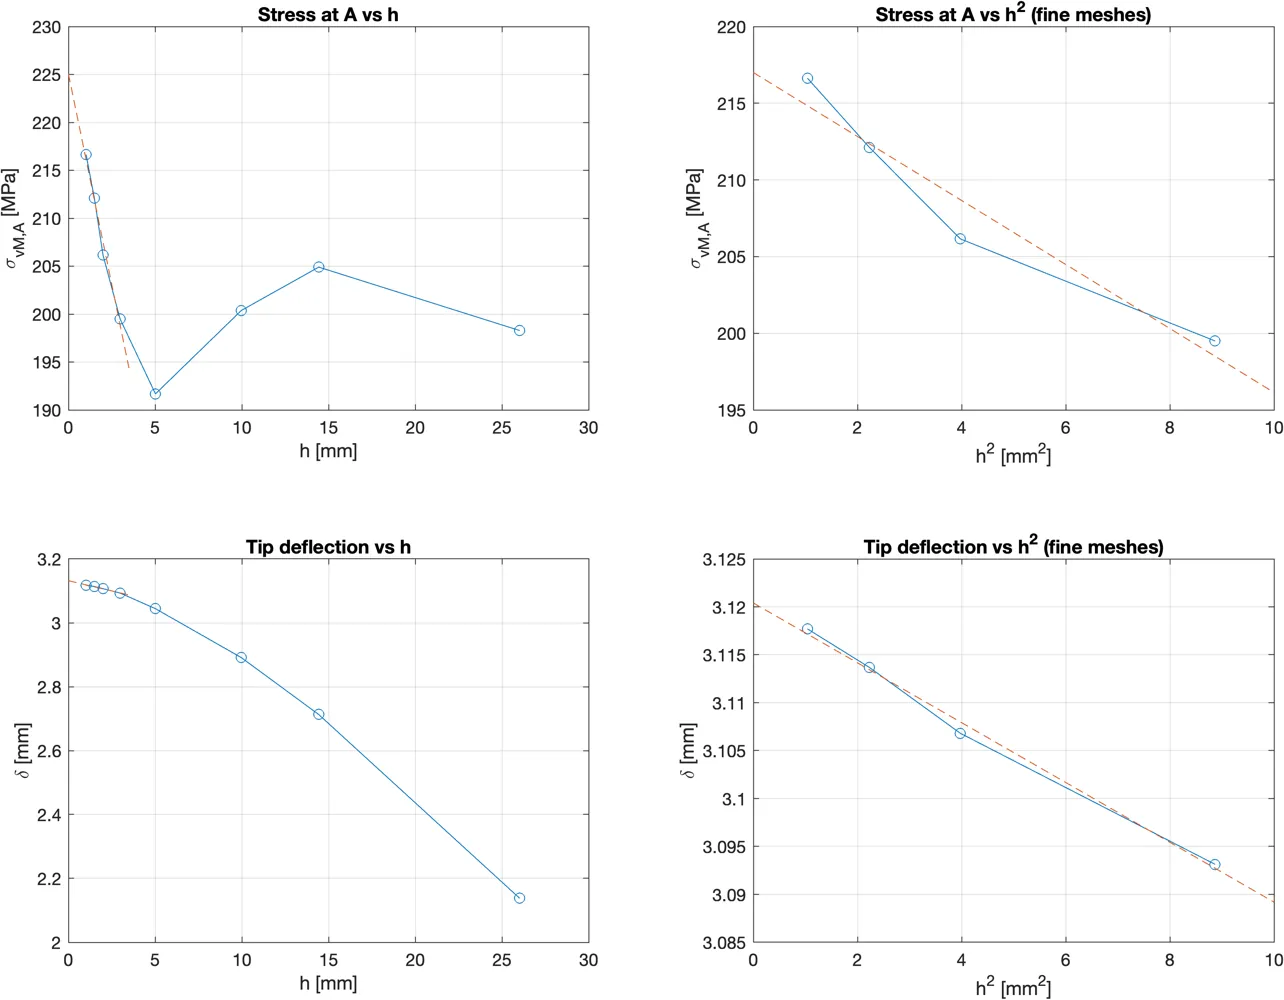 Stress at A vs h
230
225
220
215
210
205
200
195
190
σvM,A [MPa]
0 5 10 15 20 25 30
h [mm]
Stress at A vs h² (fine meshes)
220
215
210
205
200
195
σvM,A [MPa]
0 2 4 6 8 10
h² [mm²]
Tip deflection vs h
3.2
3
2.8
2.6
2.4
2.2
2
δ [mm]
0 5 10 15 20 25 30
h [mm]
Tip deflection vs h² (fine meshes)
3.125
3.12
3.115
3.11
3.105
3.1
3.095
3.09
3.085
δ [mm]
0 2 4 6 8 10
h² [mm²]